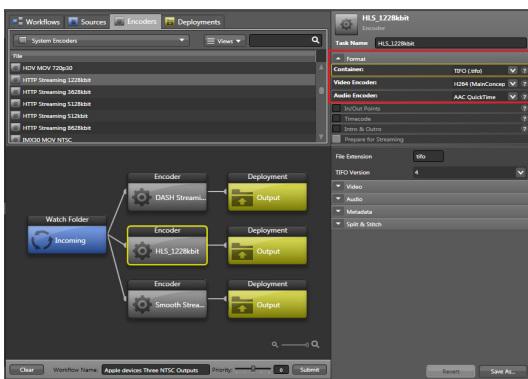 Workflows Sources Encoders Deployments
System Encoders Views
Title
HDV MOV 720p30
HTTP Streaming 1228kbit
HTTP Streaming 3628kbit
HTTP Streaming 5128kbit
HTTP Streaming 512kbit
HTTP Streaming 8628kbit
IMX30 MOV NTSC
Watch Folder
Incoming
Encoder
DASH Streami...
Deployment
Output
Encoder
HLS_1228kbit
Deployment
Output
Encoder
Smooth Strea...
Deployment
Output
Clear Workflow Name: Apple devices Three NTSC Outputs Priority: 0 Submit
HLS_1228kbit
Encoder
Task Name HLS_1228kbit
Format
Container: TIFO (.tifo) ?
Video Encoder: H264 (MainConcep ?
Audio Encoder: AAC QuickTime ?
In/Out Points ?
Timecode ?
Intro & Outro ?
Prepare for Streaming
File Extension tifo
TIFO Version 4
Video
Audio
Metadata
Split & Stitch
Revert Save As...